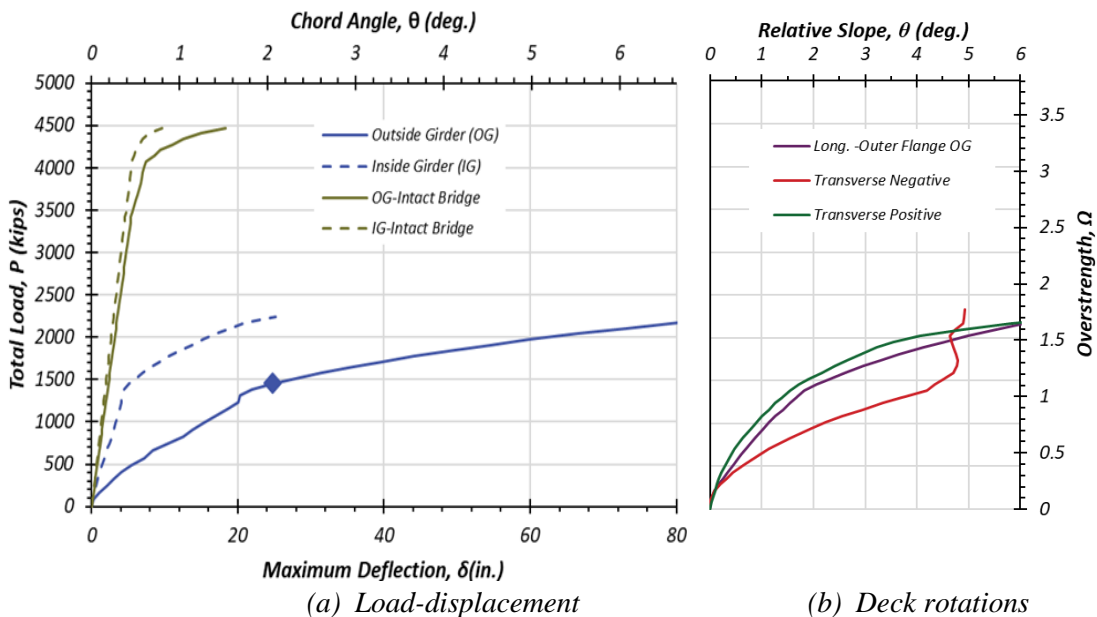 Chord Angle, θ (deg.)
0 1 2 3 4 5 6
5000
4500
4000
3500
3000
2500
2000
1500
1000
500
0
Total Load, P (kips)
Outside Girder (OG)
Inside Girder (IG)
OG-Intact Bridge
IG-Intact Bridge
0 20 40 60 80
Maximum Deflection, δ(in.)
(a) Load-displacement
Relative Slope, θ (deg.)
0 1 2 3 4 5 6
Long. -Outer Flange OG
Transverse Negative
Transverse Positive
3.5
3
2.5
2
1.5
1
0.5
0
Overstrength, Ω
(b) Deck rotations